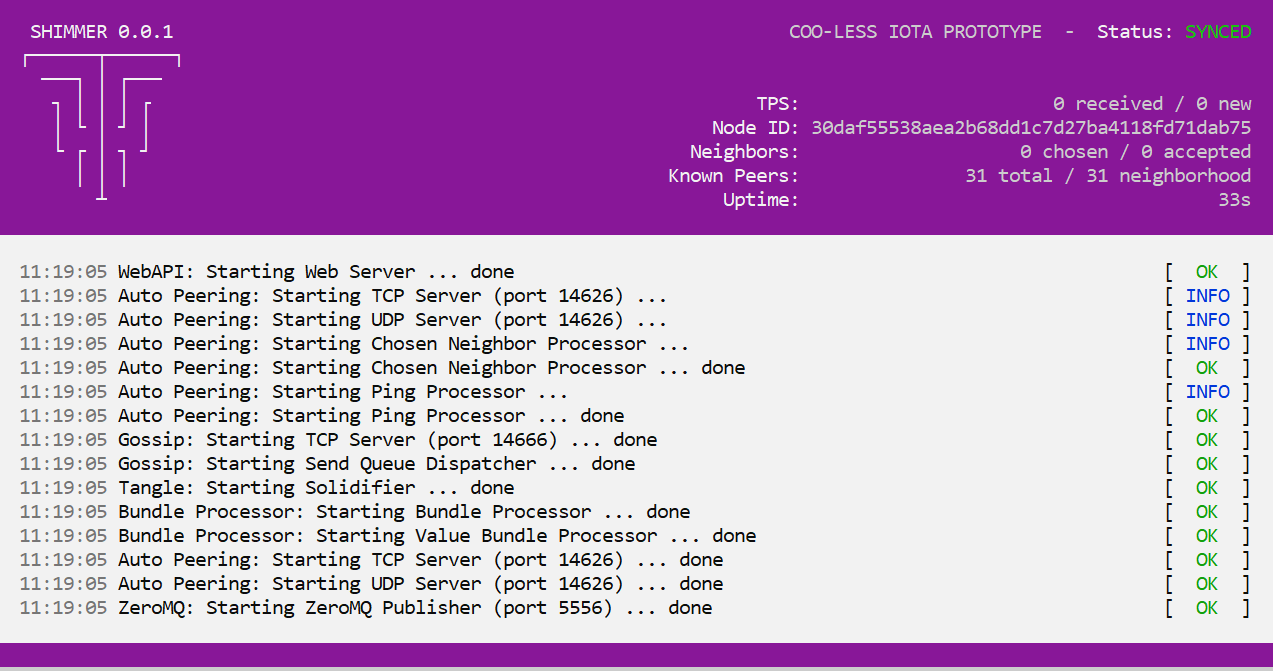 SHIMMER 0.0.1
COO-LESS IOTA PROTOTYPE - Status: SYNCED
TPS: 0 received / 0 new
Node ID: 30daf55538aea2b68dd1c7d27ba4118fd71dab75
Neighbors: 0 chosen / 0 accepted
Known Peers: 31 total / 31 neighborhood
Uptime: 33s
11:19:05 WebAPI: Starting Web Server ... done [ OK ]
11:19:05 Auto Peering: Starting TCP Server (port 14626) ... [ INFO ]
11:19:05 Auto Peering: Starting UDP Server (port 14626) ... [ INFO ]
11:19:05 Auto Peering: Starting Chosen Neighbor Processor ... [ INFO ]
11:19:05 Auto Peering: Starting Chosen Neighbor Processor ... done [ OK ]
11:19:05 Auto Peering: Starting Ping Processor ... [ INFO ]
11:19:05 Auto Peering: Starting Ping Processor ... done [ OK ]
11:19:05 Gossip: Starting TCP Server (port 14666) ... done [ OK ]
11:19:05 Gossip: Starting Send Queue Dispatcher ... done [ OK ]
11:19:05 Tangle: Starting Solidifier ... done [ OK ]
11:19:05 Bundle Processor: Starting Bundle Processor ... done [ OK ]
11:19:05 Bundle Processor: Starting Value Bundle Processor ... done [ OK ]
11:19:05 Auto Peering: Starting TCP Server (port 14626) ... done [ OK ]
11:19:05 Auto Peering: Starting UDP Server (port 14626) ... done [ OK ]
11:19:05 ZeroMQ: Starting ZeroMQ Publisher (port 5556) ... done [ OK ]